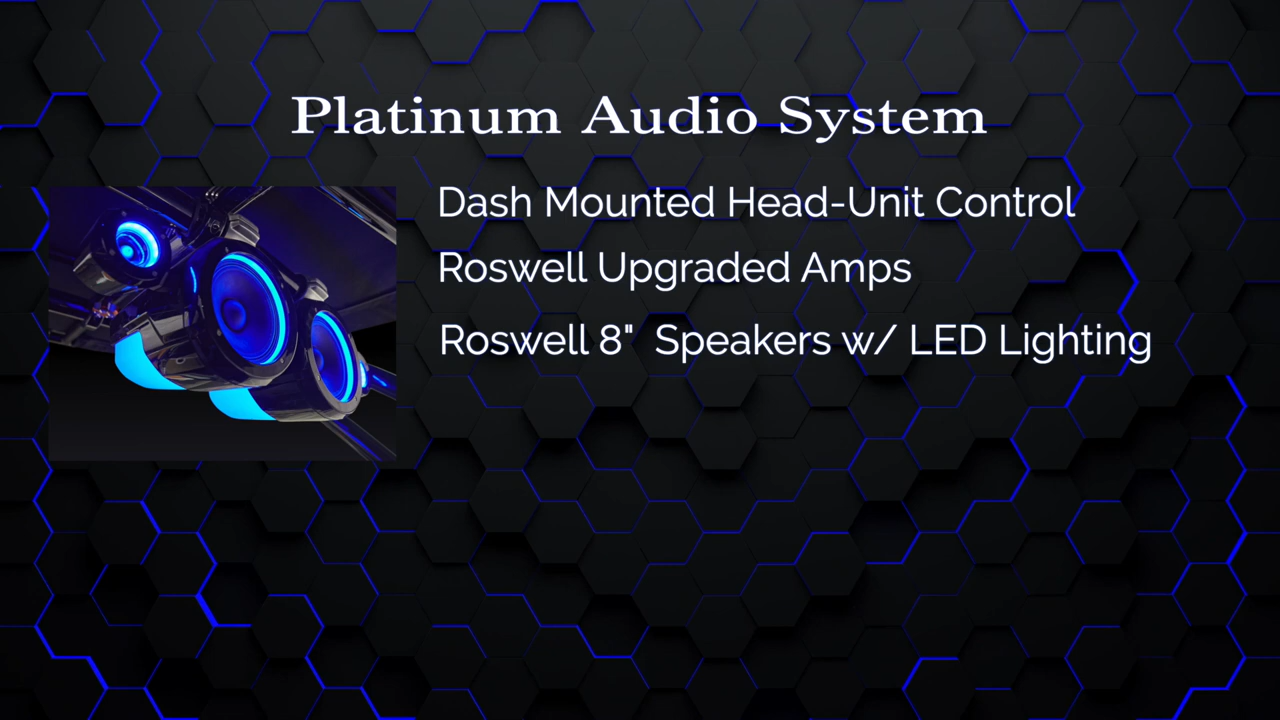 Platinum Audio System
Dash Mounted Head-Unit Control
Roswell Upgraded Amps
Roswell 8" Speakers w/ LED Lighting